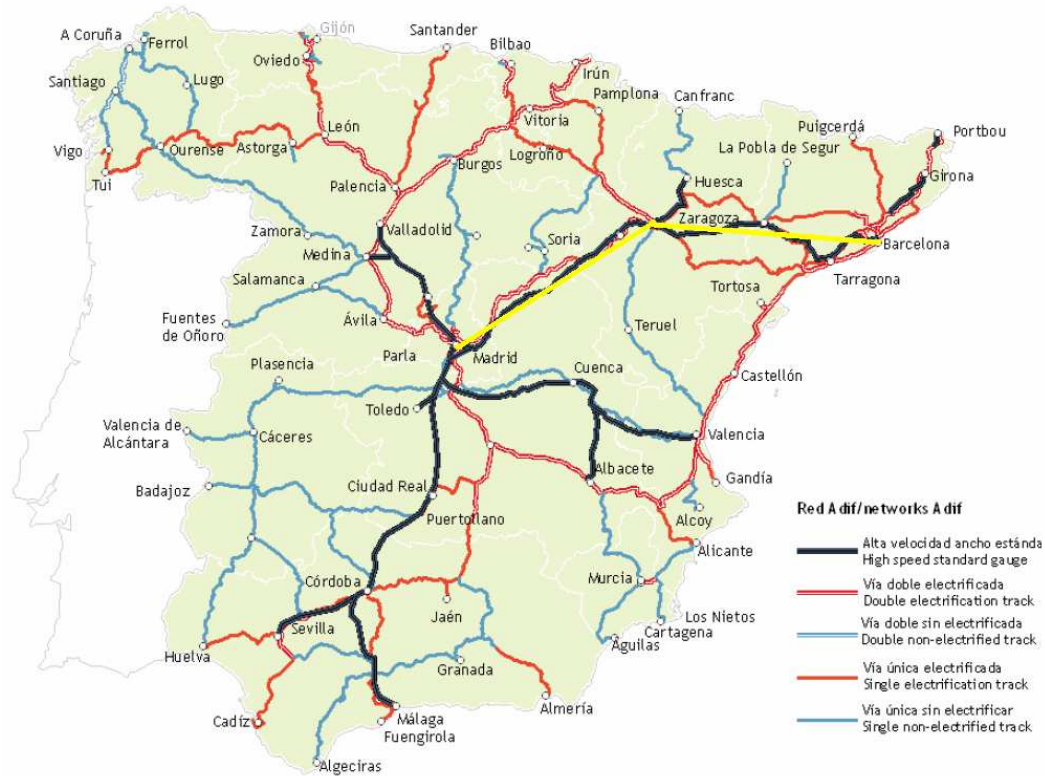 Gijón
A Coruña
Ferrol
Santander
Bilbao
Irún
Oviedo
Santiago
Lugo
Pamplona
Canfranc
Puigcerdá
Portbou
Vitoria
León
Vigo
Ourense
Astorga
Logroño
Burgos
La Pobla de Segur
Girona
Tui
Palencia
Huesca
Zamora
Valladolid
Soria
Zaragoza
Barcelona
Medina
Tarragona
Salamanca
Tortosa
Fuentes
de Oñoro
Ávila
Teruel
Parla
Madrid
Plasencia
Cuenca
Castellón
Toledo
Valencia de
Alcántara
Cáceres
Valencia
Albacete
Gandía
Badajoz
Ciudad Real
Puertollano
Alcoy
Alicante
Murcia
Córdoba
Jaén
Los Nietos
Cartagena
Sevilla
Águilas
Huelva
Granada
Cadíz
Málaga
Almería
Fuengirola
Algeciras
Red Adif/networks Adif
Alta velocidad ancho estánda
High speed standard gauge
Vía doble electrificada
Double electrification track
Vía doble sin electrificada
Double non-electrified track
Vía única electrificada
Single electrification track
Vía única sin electrificar
Single non-electrified track